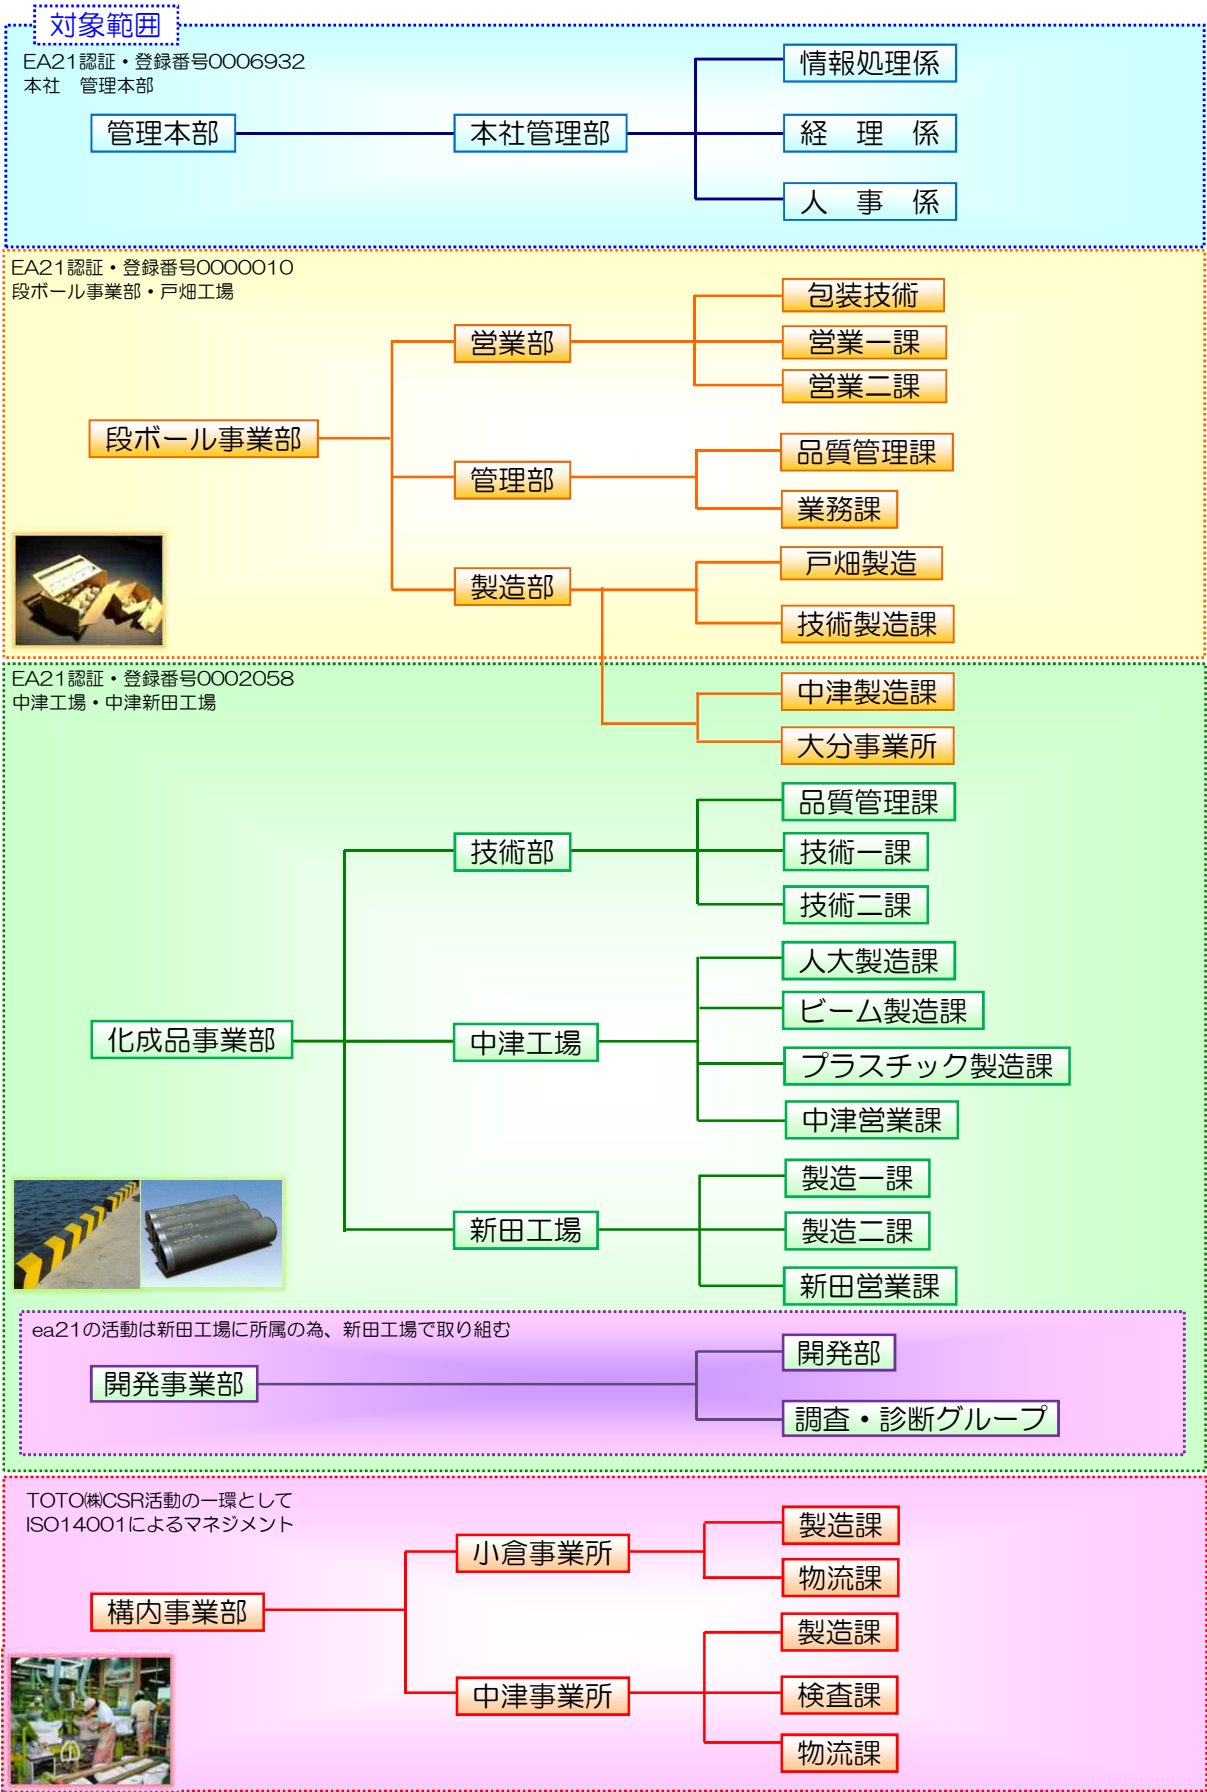 対象範囲
EA21認証・登録番号0006932
本社　管理本部
管理本部
本社管理部
情報処理係
経　理　係
人　事　係
EA21認証・登録番号0000010
段ボール事業部・戸畑工場
段ボール事業部
営業部
包装技術
営業一課
営業二課
管理部
品質管理課
業務課
製造部
戸畑製造
技術製造課
EA21認証・登録番号0002058
中津工場・中津新田工場
中津製造課
大分事業所
化成品事業部
技術部
品質管理課
技術一課
技術二課
中津工場
人大製造課
ビーム製造課
プラスチック製造課
中津営業課
新田工場
製造一課
製造二課
新田営業課
ea21の活動は新田工場に所属の為、新田工場で取り組む
開発事業部
開発部
調査・診断グループ
TOTO㈱CSR活動の一環として
ISO14001によるマネジメント
構内事業部
小倉事業所
製造課
物流課
中津事業所
製造課
検査課
物流課